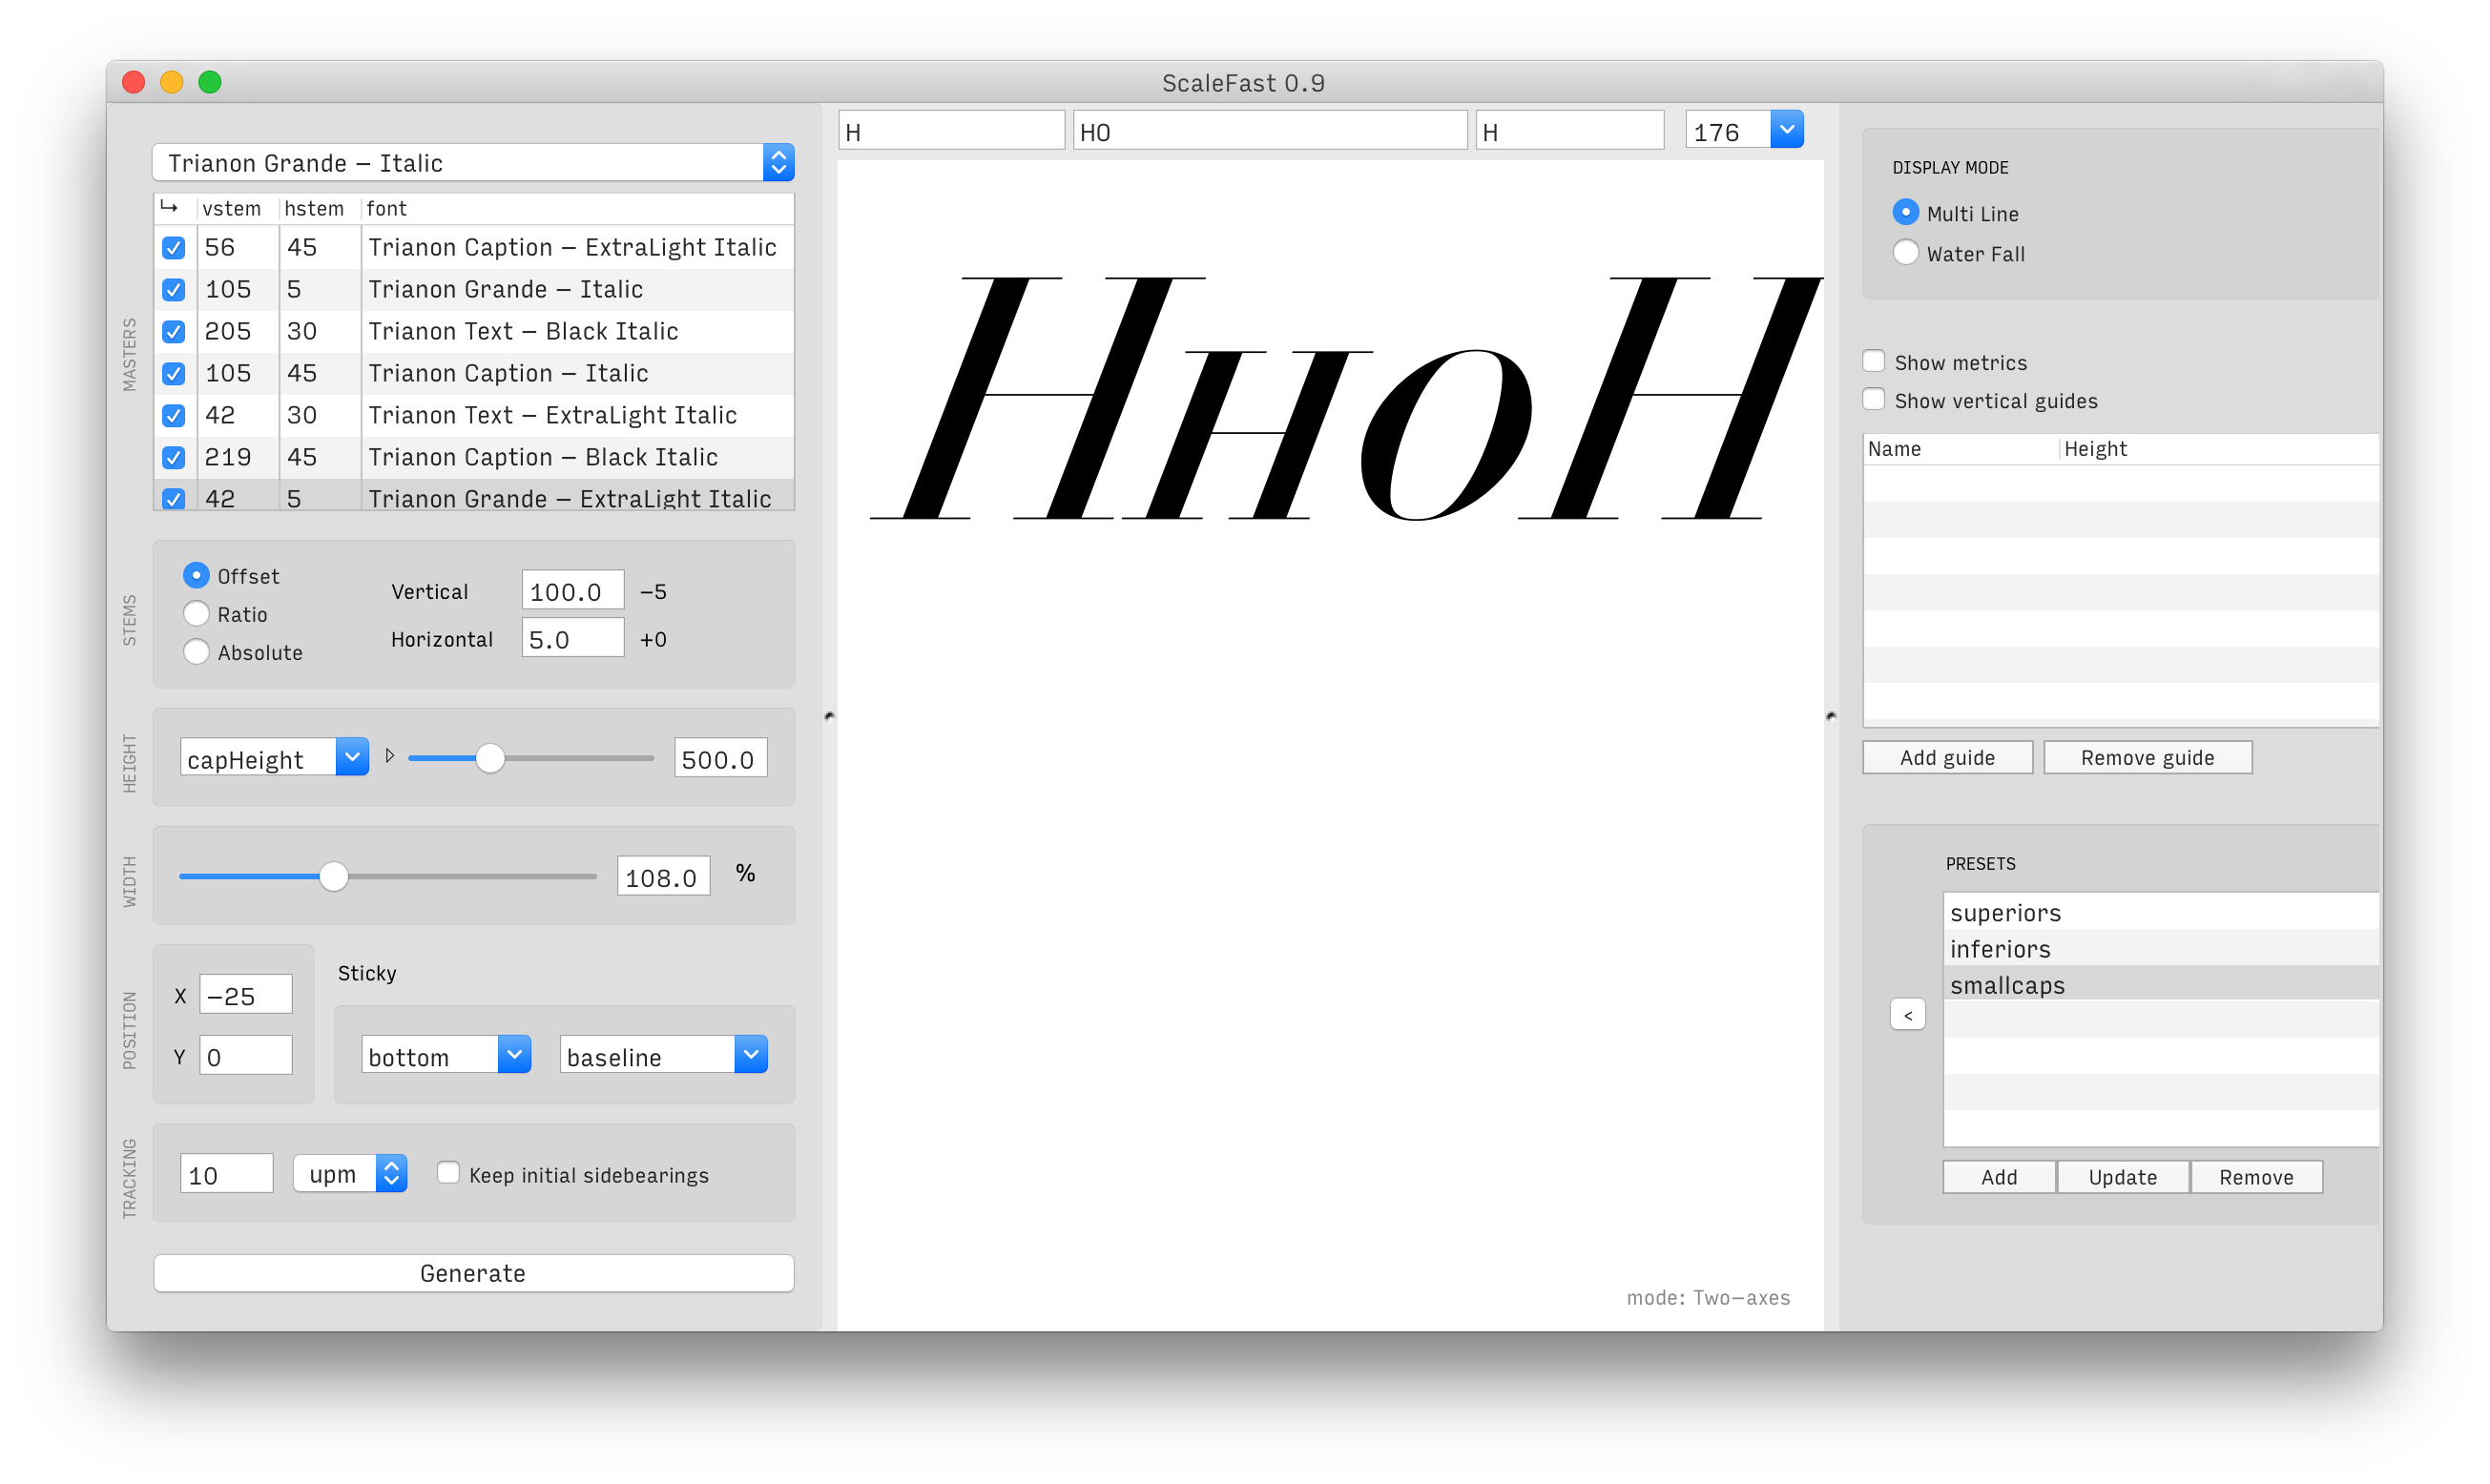 ScaleFast 0.9
Trianon Grande – Italic
vstem hstem font
56 45 Trianon Caption – ExtraLight Italic
105 5 Trianon Grande – Italic
205 30 Trianon Text – Black Italic
105 45 Trianon Caption – Italic
42 30 Trianon Text – ExtraLight Italic
219 45 Trianon Caption – Black Italic
42 5 Trianon Grande – ExtraLight Italic
MASTERS
STEMS
Offset
Ratio
Absolute
Vertical 100.0 –5
Horizontal 5.0 +0
HEIGHT
capHeight 500.0
WIDTH
108.0 %
POSITION
X –25
Y 0
Sticky
bottom baseline
TRACKING
10 upm Keep initial sidebearings
Generate
H HO H 176
HHOH
mode: Two–axes
DISPLAY MODE
Multi Line
Water Fall
Show metrics
Show vertical guides
Name Height
Add guide Remove guide
PRESETS
superiors
inferiors
smallcaps
<
Add Update Remove